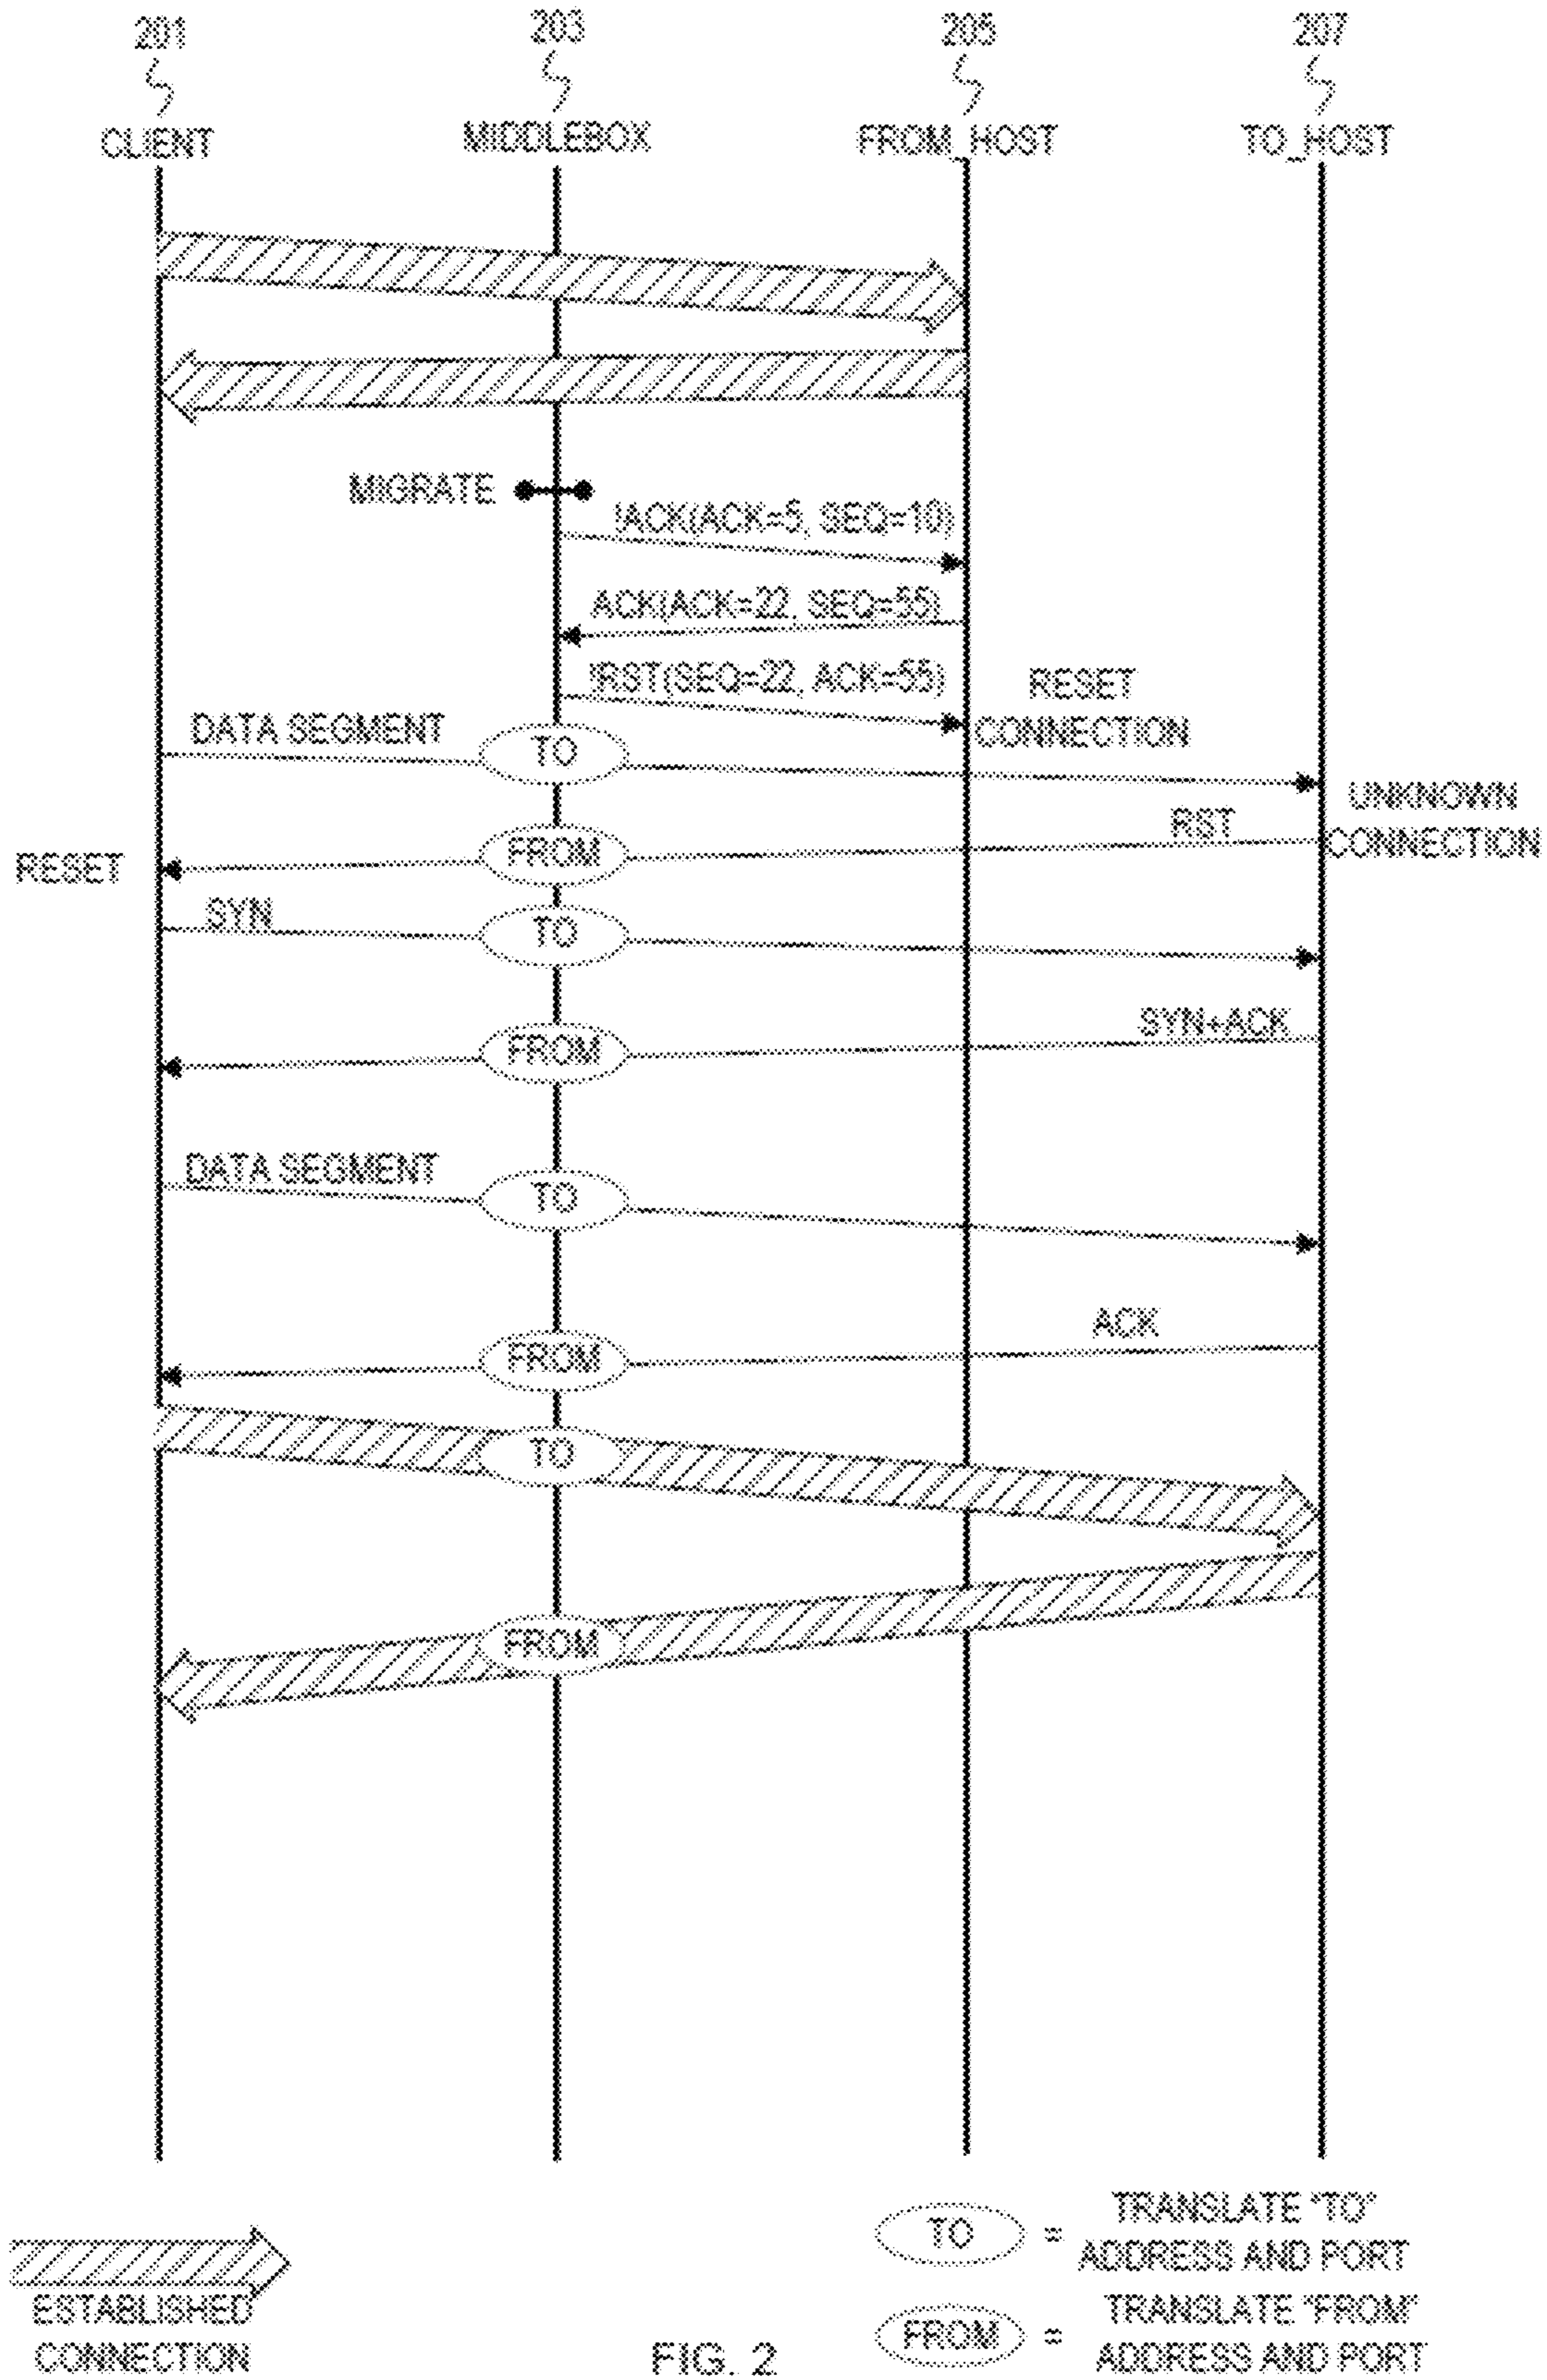 201
203
205
207
CLIENT
MIDDLEBOX
FROM_HOST
TO_HOST
MIGRATE
!ACK(ACK=5, SEQ=10)
ACK(ACK=22, SEQ=55)
!RST(SEQ=22, ACK=55)
RESET
CONNECTION
DATA SEGMENT
TO
UNKNOWN
CONNECTION
RST
FROM
RESET
SYN
TO
SYN+ACK
FROM
DATA SEGMENT
TO
ACK
FROM
TO
FROM
TO
=
TRANSLATE "TO"
ADDRESS AND PORT
ESTABLISHED
CONNECTION
FROM
=
TRANSLATE "FROM"
ADDRESS AND PORT
FIG. 2